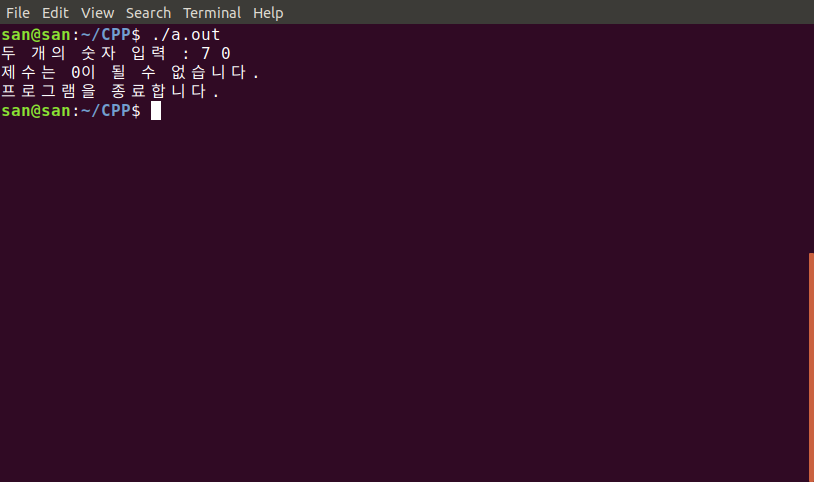 File Edit View Search Terminal Help
san@san:~/CPP$ ./a.out
두 개의 숫자 입력 : 7 0
제수는 0이 될 수 없습니다.
프로그램을 종료합니다.
san@san:~/CPP$